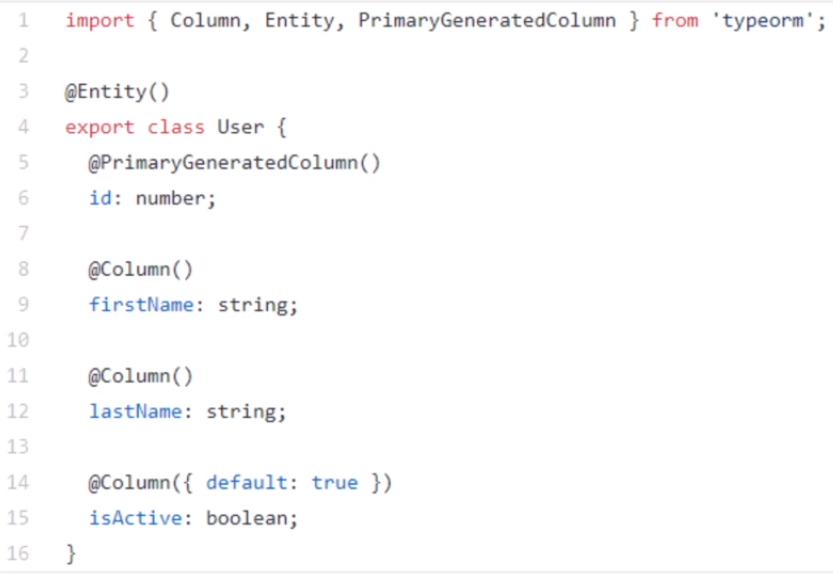 1 import { Column, Entity, PrimaryGeneratedColumn } from 'typeorm';
2
3 @Entity()
4 export class User {
5 @PrimaryGeneratedColumn()
6 id: number;
7
8 @Column()
9 firstName: string;
10
11 @Column()
12 lastName: string;
13
14 @Column({ default: true })
15 isActive: boolean;
16 }